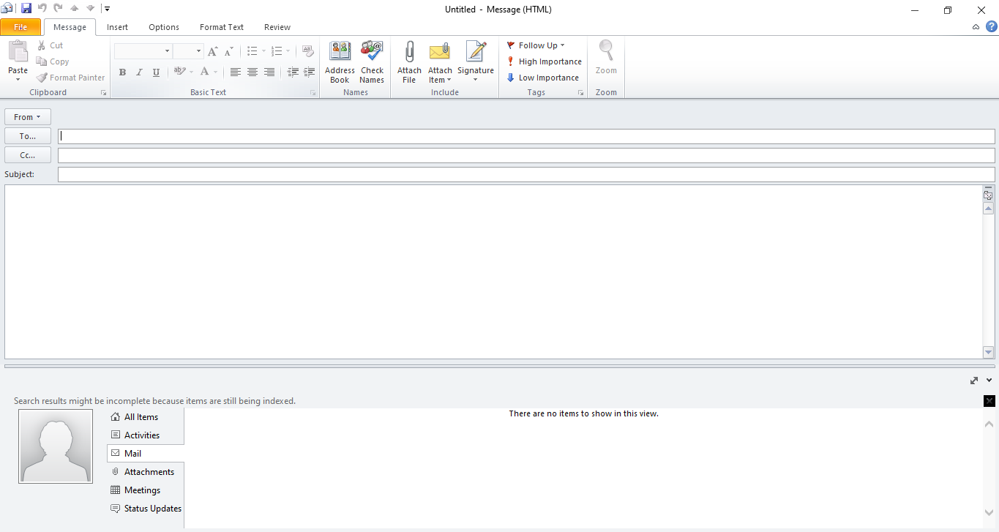 Untitled - Message (HTML)
File Message Insert Options Format Text Review
Paste
Cut
Copy
Format Painter
Clipboard
B I U
Basic Text
Address Book
Check Names
Names
Attach File
Attach Item
Signature
Include
Follow Up
High Importance
Low Importance
Tags
Zoom
Zoom
From
To...
Cc...
Subject:
Search results might be incomplete because items are still being indexed.
There are no items to show in this view.
All Items
Activities
Mail
Attachments
Meetings
Status Updates